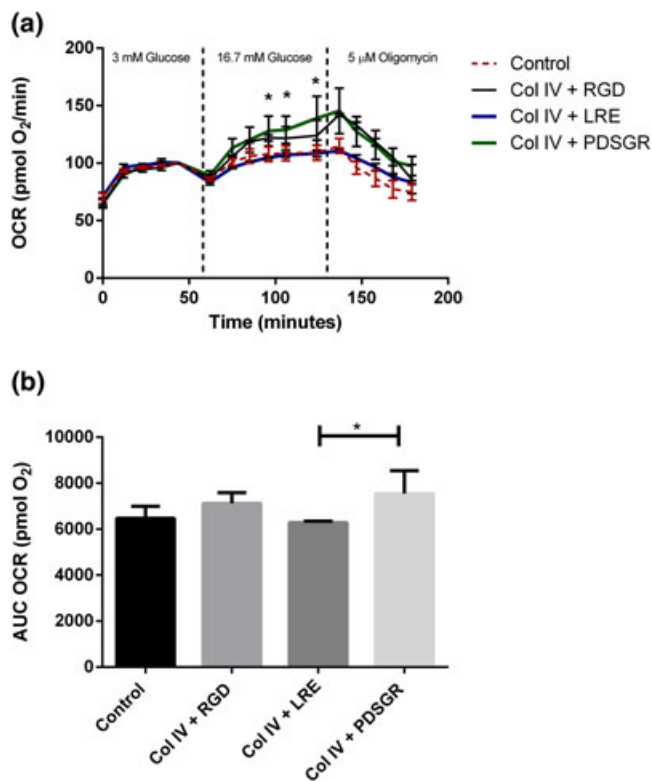 (a)
3 mM Glucose 16.7 mM Glucose 5 μM Oligomycin
* * *
Control
Col IV + RGD
Col IV + LRE
Col IV + PDSGR
OCR (pmol O₂/min)
200
150
100
50
0
0 50 100 150 200
Time (minutes)
(b)
*
AUC OCR (pmol O₂)
10000
8000
6000
4000
2000
0
Control
Col IV + RGD
Col IV + LRE
Col IV + PDSGR